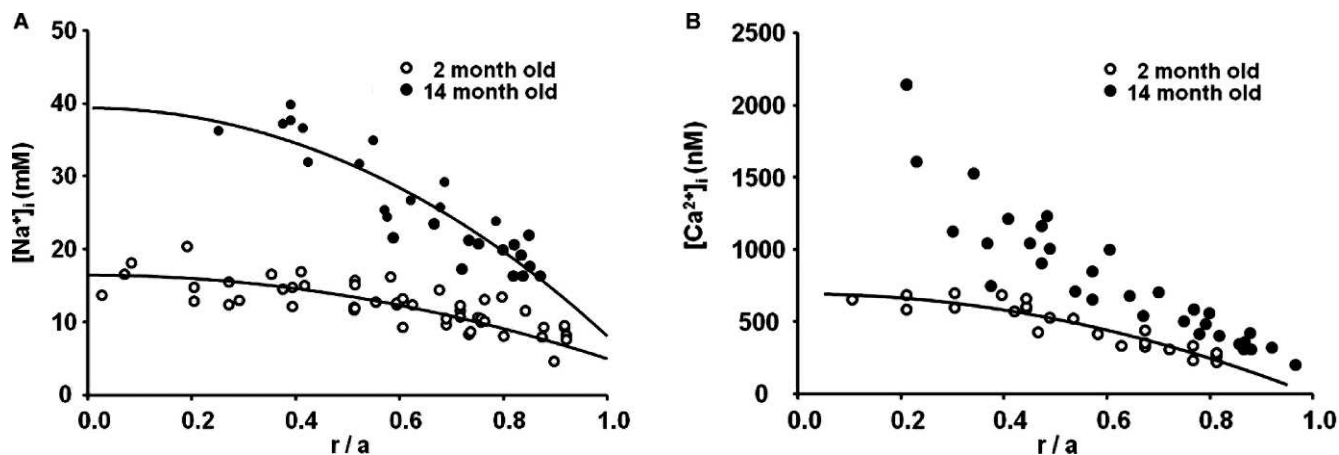 A
[Na⁺]ᵢ (mM)
50
40
30
20
10
0
2 month old
14 month old
0.0 0.2 0.4 0.6 0.8 1.0
r / a
B
[Ca²⁺]ᵢ (nM)
2500
2000
1500
1000
500
0
2 month old
14 month old
0.0 0.2 0.4 0.6 0.8 1.0
r / a